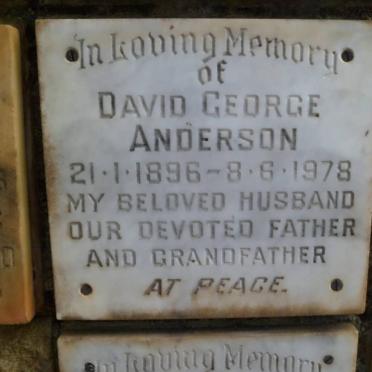 In Loving Memory
of
DAVID GEORGE
ANDERSON
21·1·1896-8·6·1978
MY BELOVED HUSBAND
OUR DEVOTED FATHER
AND GRANDFATHER
AT PEACE.
In Loving Memory